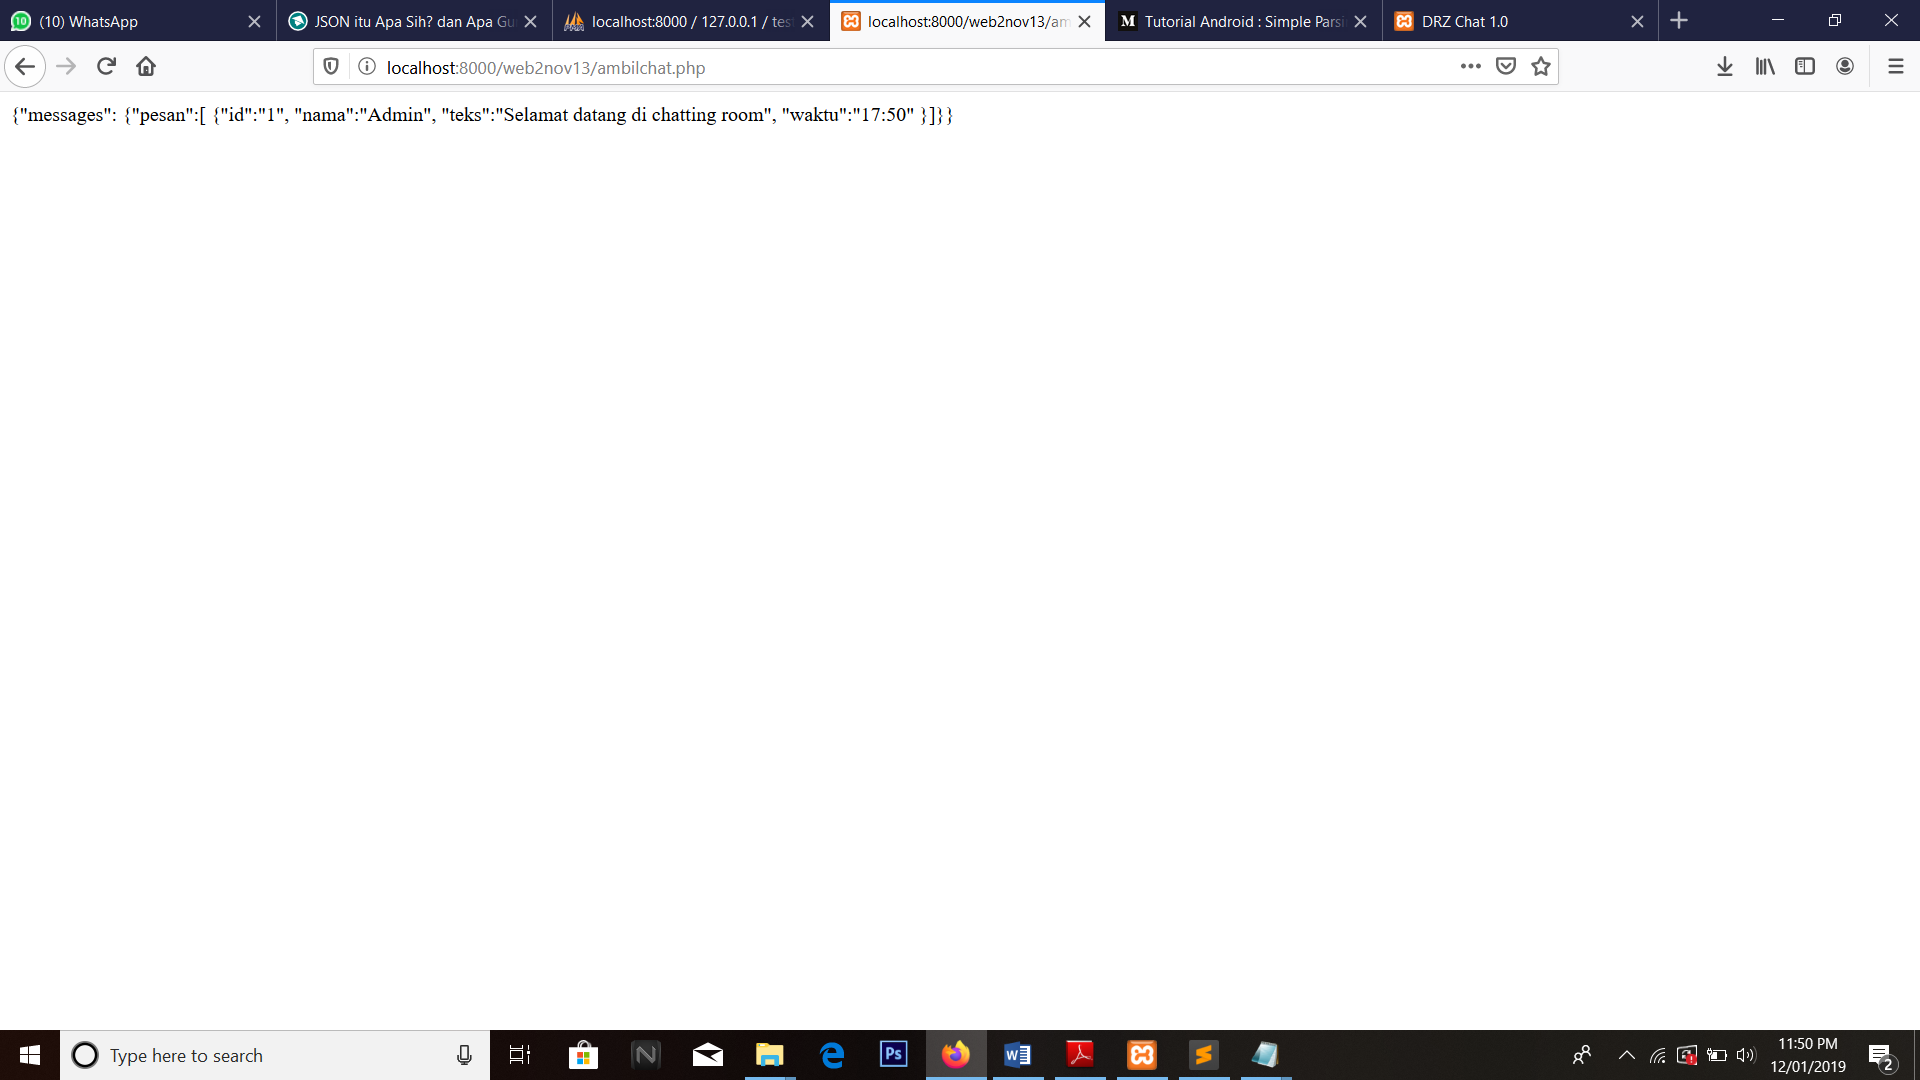 (10) WhatsApp
JSON itu Apa Sih? dan Apa Gu
localhost:8000 / 127.0.0.1 / tes
localhost:8000/web2nov13/am
Tutorial Android : Simple Parsi
DRZ Chat 1.0
localhost:8000/web2nov13/ambilchat.php
{"messages": {"pesan":[ {"id":"1", "nama":"Admin", "teks":"Selamat datang di chatting room", "waktu":"17:50" }]}}
Type here to search
11:50 PM
12/01/2019
2